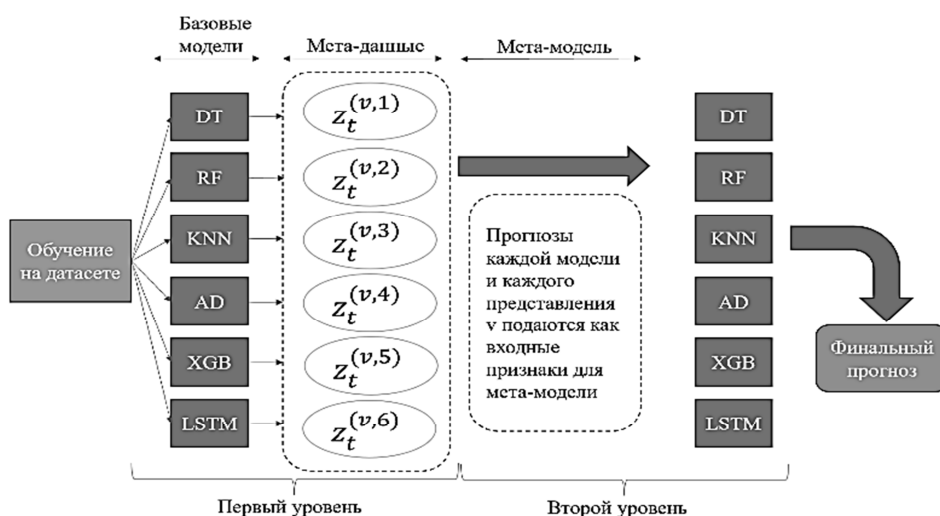 Базовые
модели
Мета-данные
Мета-модель
Обучение
на датасете
DT
RF
KNN
AD
XGB
LSTM
z_t^(v,1)
z_t^(v,2)
z_t^(v,3)
z_t^(v,4)
z_t^(v,5)
z_t^(v,6)
Прогнозы
каждой модели
и каждого
представления
v подаются как
входные
признаки для
мета-модели
DT
RF
KNN
AD
XGB
LSTM
Финальный
прогноз
Первый уровень
Второй уровень